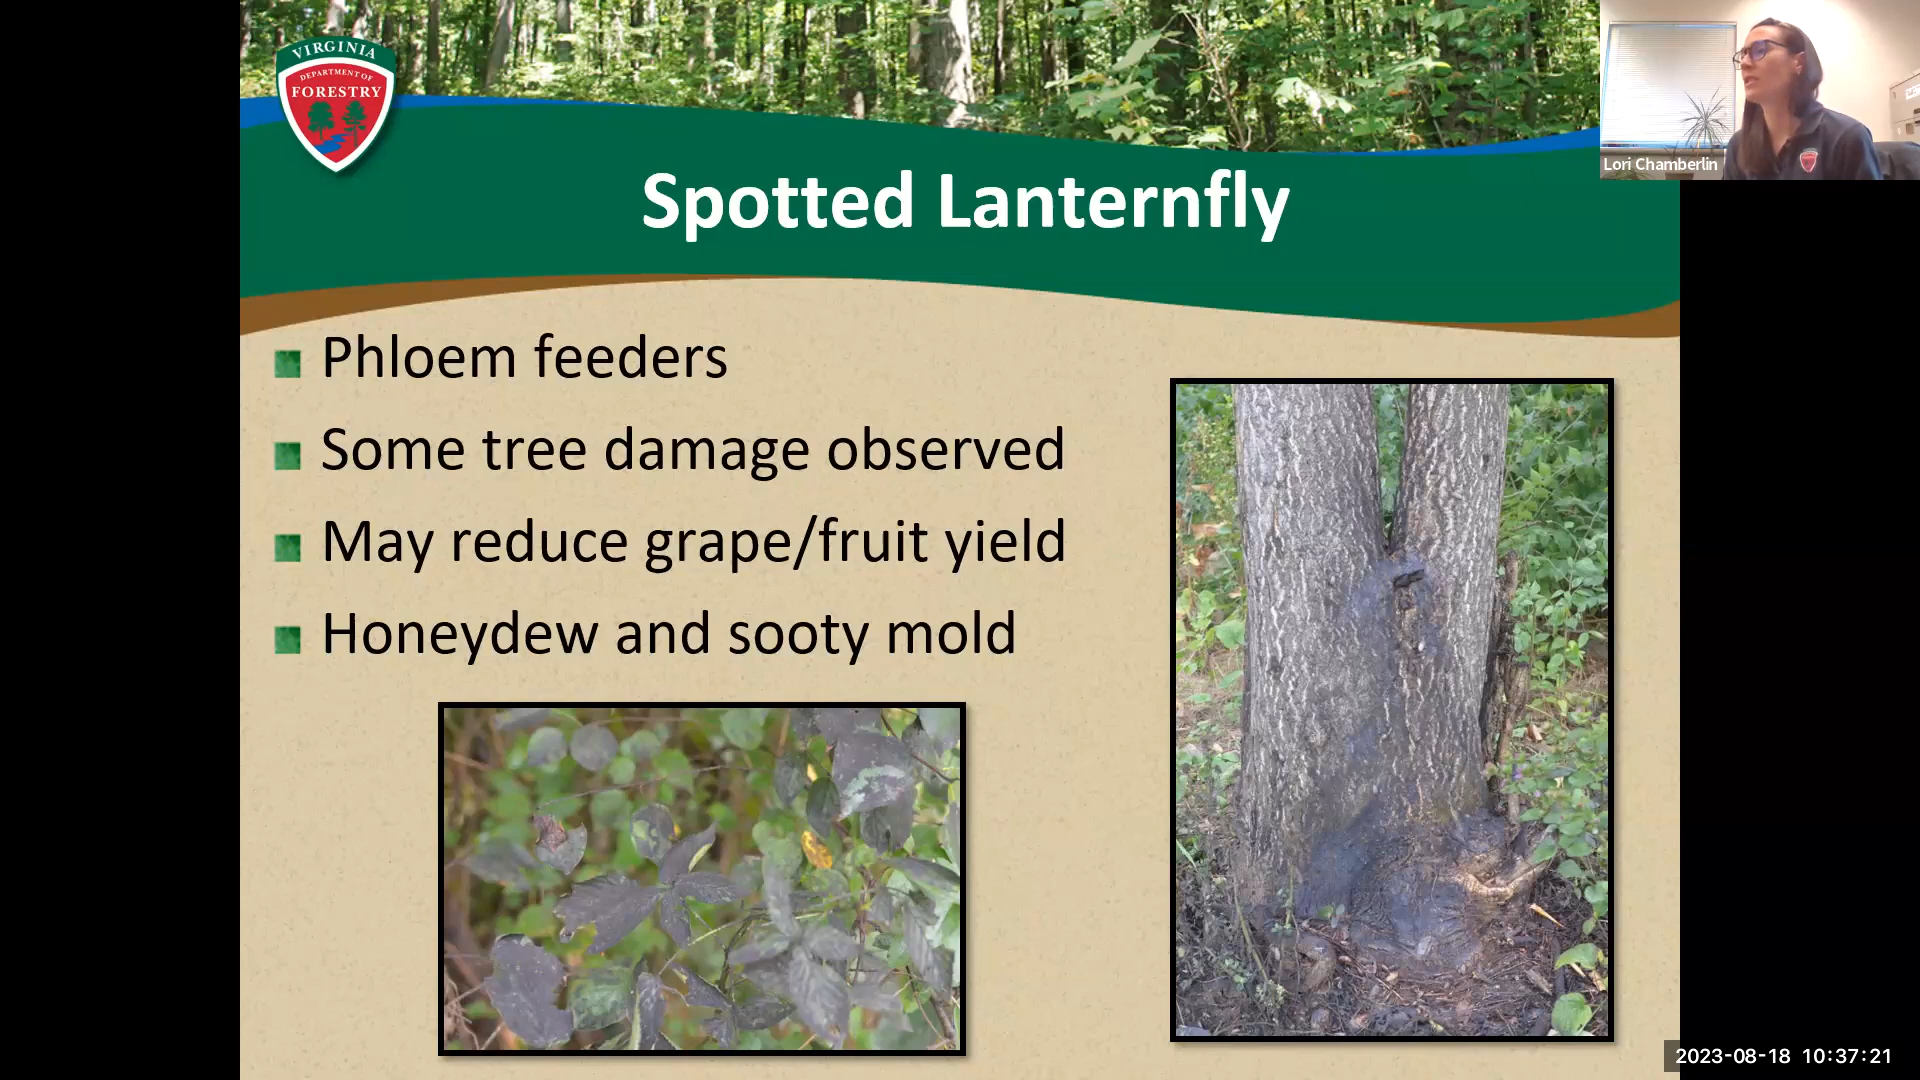 VIRGINIA
DEPARTMENT OF
FORESTRY
Lori Chamberlin
Spotted Lanternfly
Phloem feeders
Some tree damage observed
May reduce grape/fruit yield
Honeydew and sooty mold
2023-08-18 10:37:21